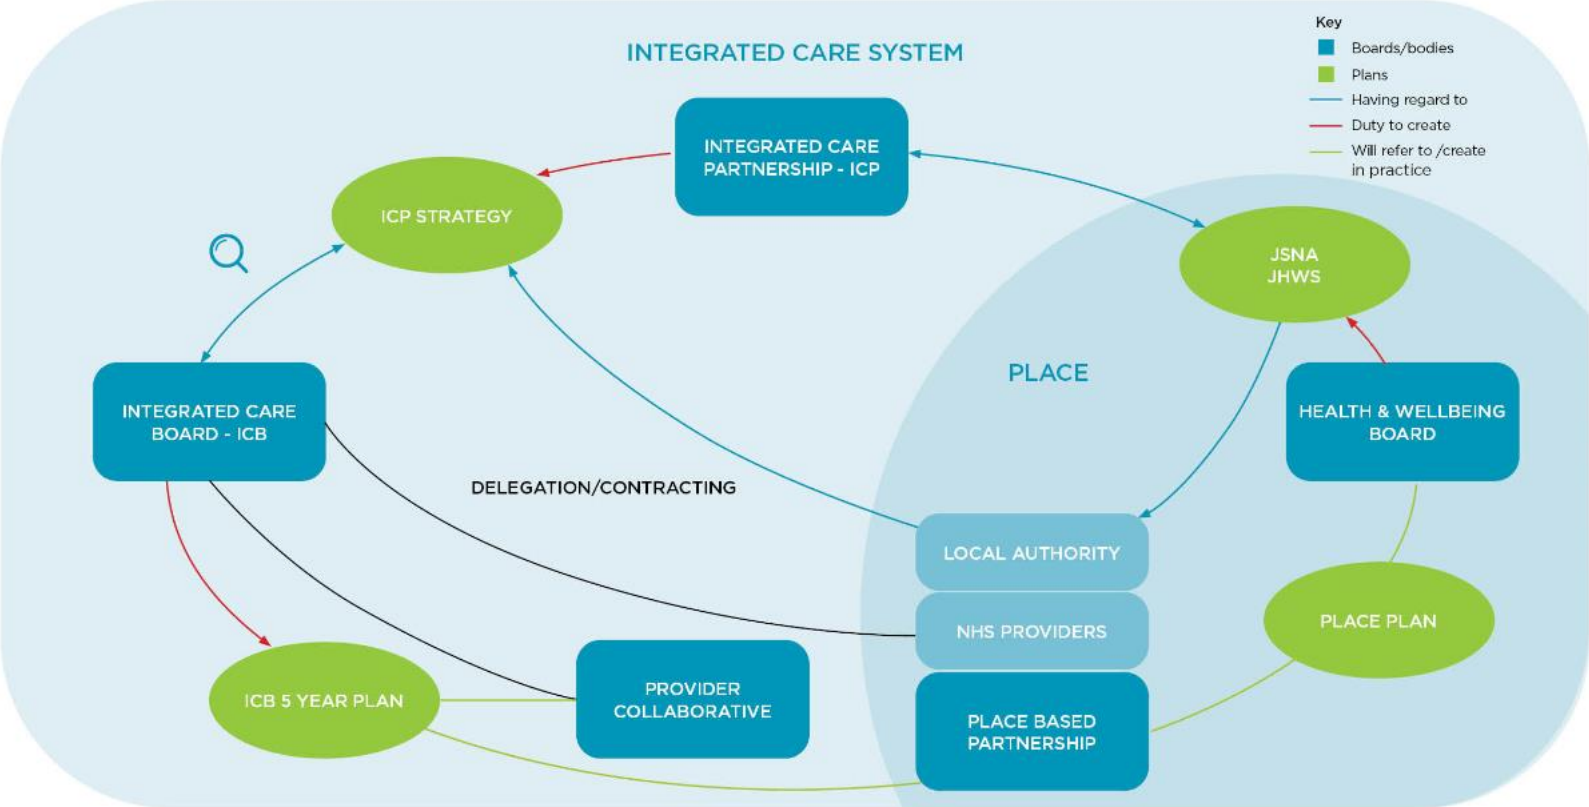 Key
Boards/bodies
Plans
Having regard to
Duty to create
Will refer to /create
in practice
INTEGRATED CARE SYSTEM
INTEGRATED CARE
PARTNERSHIP - ICP
ICP STRATEGY
JSNA
JHWS
PLACE
INTEGRATED CARE
BOARD - ICB
HEALTH & WELLBEING
BOARD
DELEGATION/CONTRACTING
LOCAL AUTHORITY
NHS PROVIDERS
PLACE PLAN
ICB 5 YEAR PLAN
PROVIDER
COLLABORATIVE
PLACE BASED
PARTNERSHIP